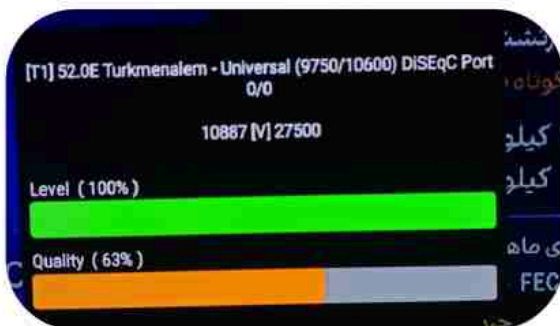 [T1] 52.0E Turkmenalem - Universal (9750/10600) DiSEqC Port
0/0
10887 [V] 27500
Level ( 100% )
Quality ( 63% )
کیلو
کیلو
ی ماه
FEC
C